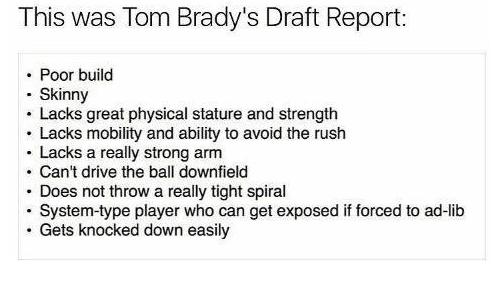 This was Tom Brady's Draft Report:
• Poor build
• Skinny
• Lacks great physical stature and strength
• Lacks mobility and ability to avoid the rush
• Lacks a really strong arm
• Can't drive the ball downfield
• Does not throw a really tight spiral
• System-type player who can get exposed if forced to ad-lib
• Gets knocked down easily